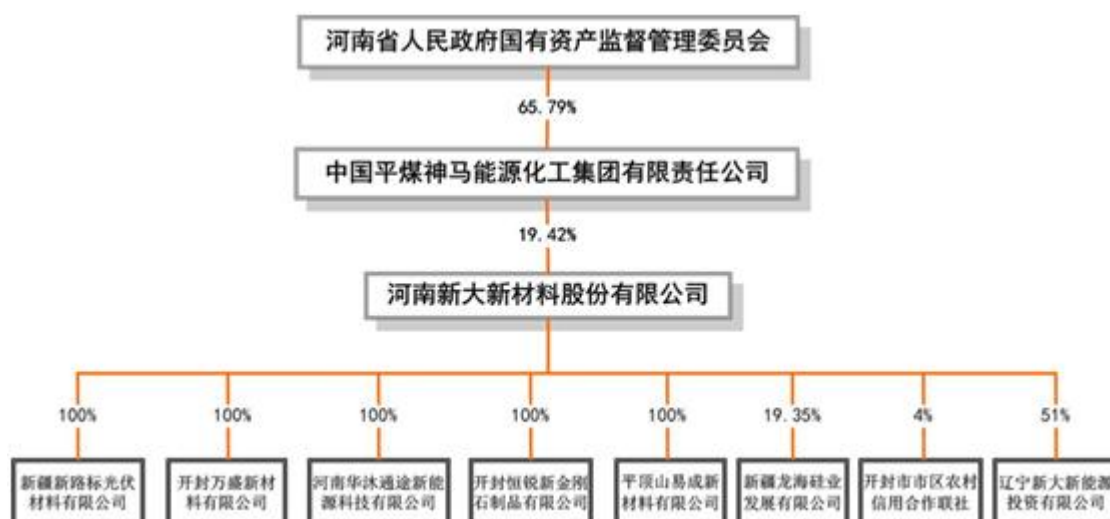 河南省人民政府国有资产监督管理委员会
65.79%
中国平煤神马能源化工集团有限责任公司
19.42%
河南新大新材料股份有限公司
100%
100%
100%
100%
100%
19.35%
4%
51%
新疆新路标光伏
材料有限公司
开封万盛新材
料有限公司
河南华沐通途新能
源科技有限公司
开封恒锐新金刚
石制品有限公司
平顶山易成新
材料有限公司
新疆龙海硅业
发展有限公司
开封市市区农村
信用合作联社
辽宁新大新能源
投资有限公司